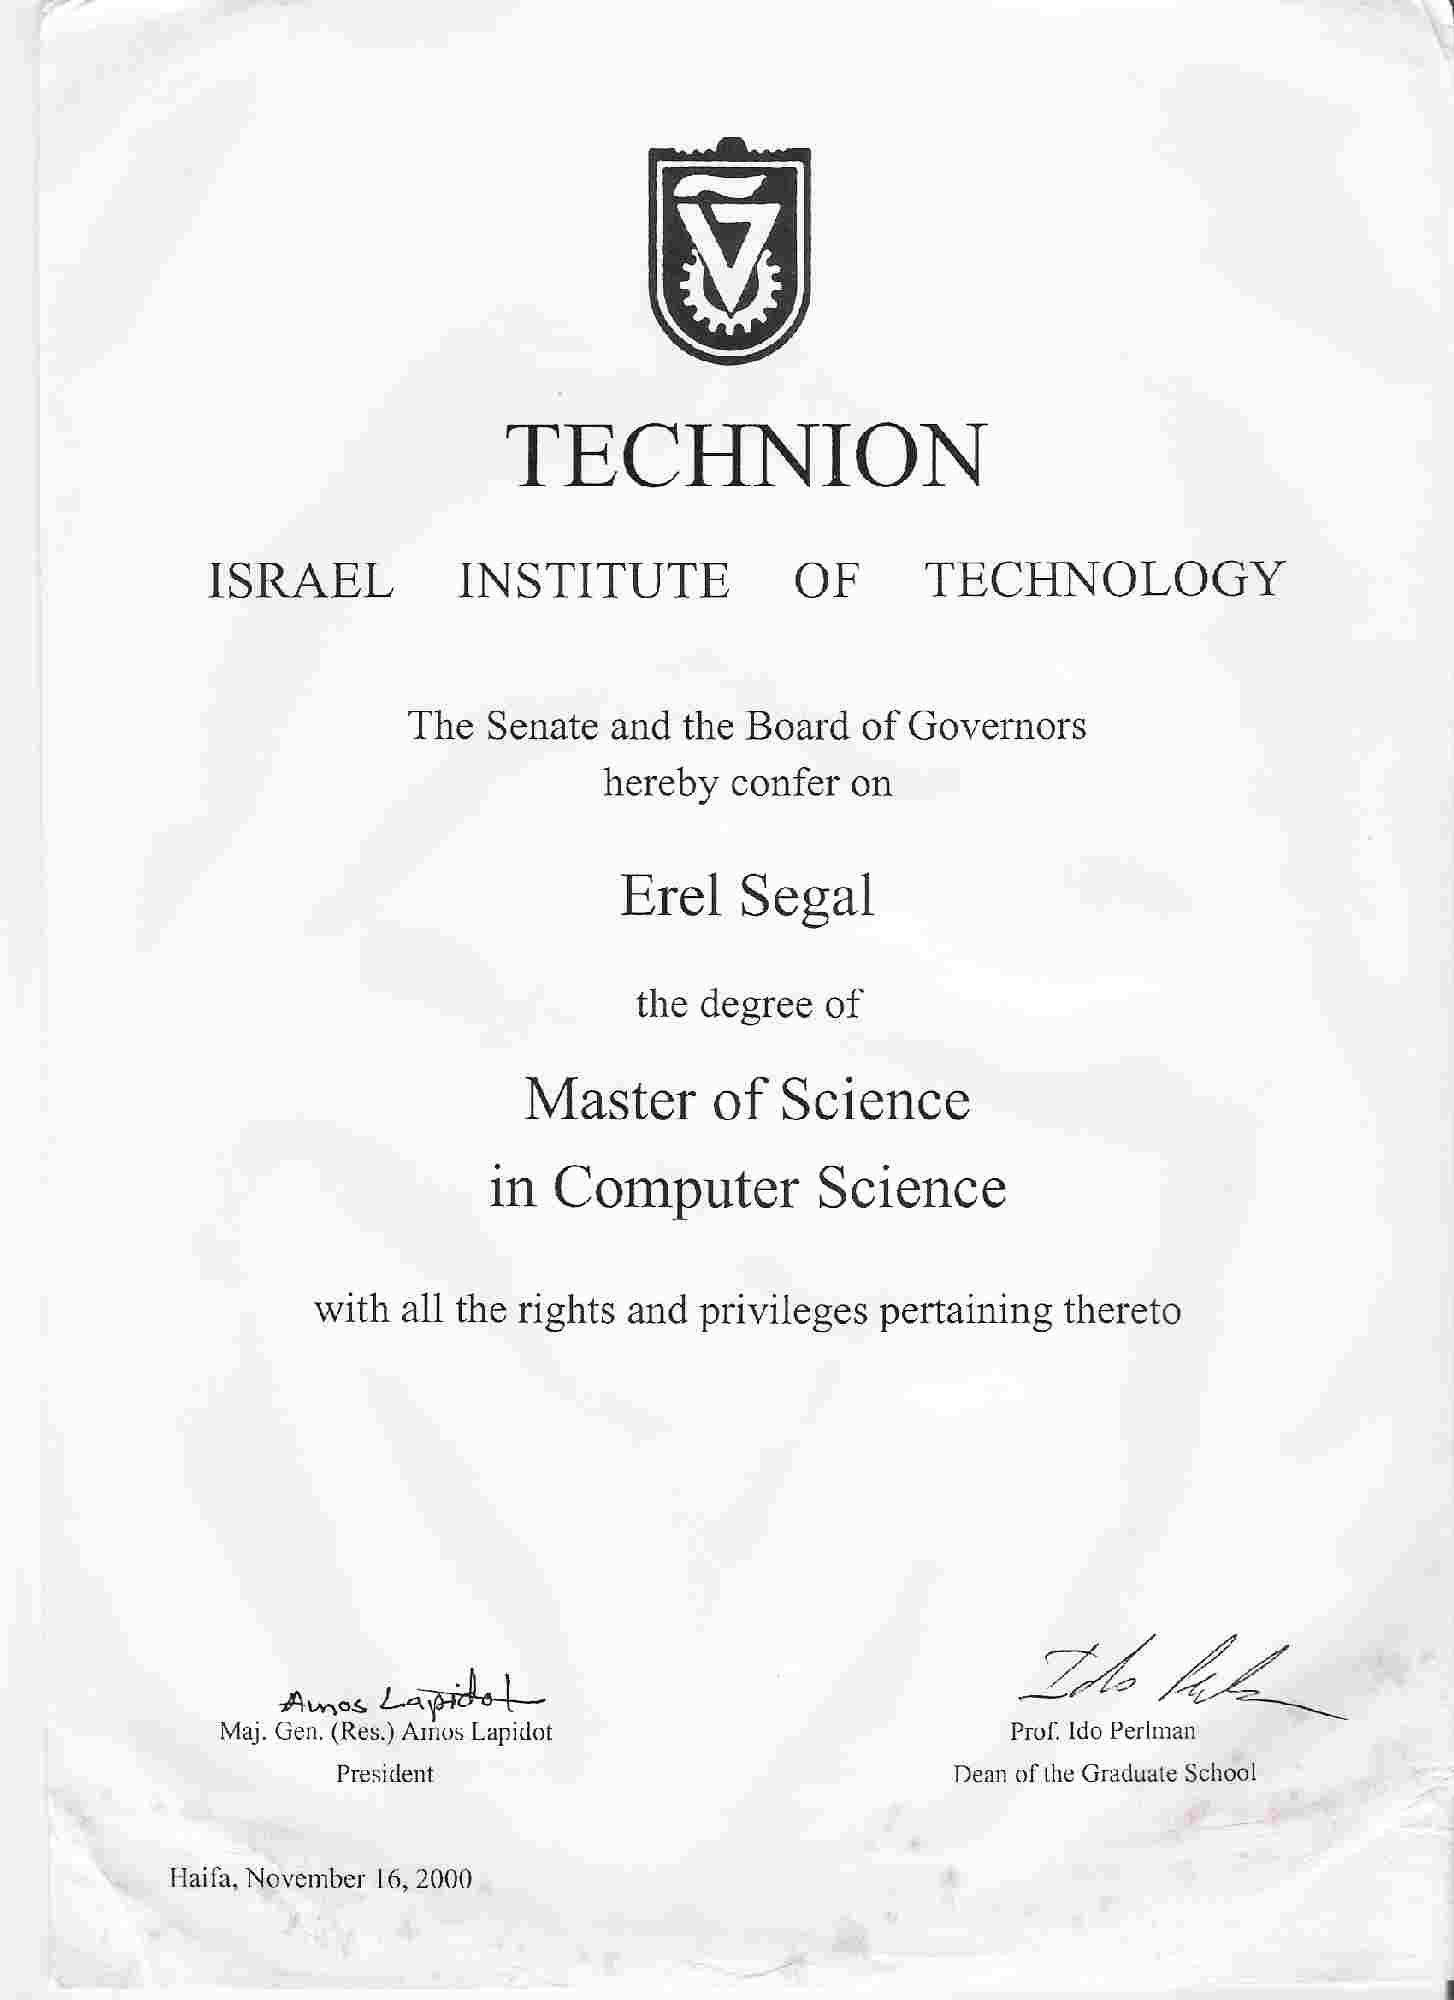 TECHNION
ISRAEL INSTITUTE OF TECHNOLOGY
The Senate and the Board of Governors
hereby confer on
Erel Segal
the degree of
Master of Science
in Computer Science
with all the rights and privileges pertaining thereto
Amos Lapidot
Maj. Gen. (Res.) Amos Lapidot
President
Ido Perlman
Prof. Ido Perlman
Dean of the Graduate School
Haifa, November 16, 2000